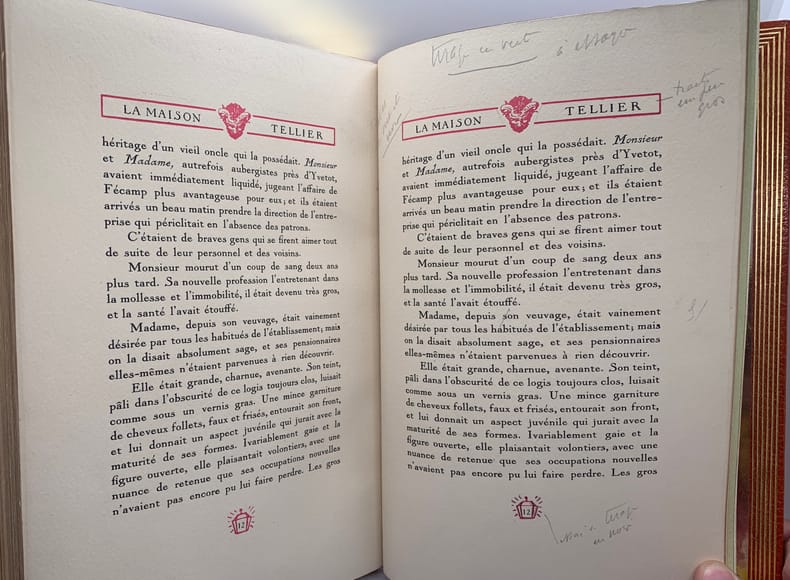 LA MAISON TELLIER
héritage d'un vieil oncle qui la possédait. Monsieur
et Madame, autrefois aubergistes près d'Yvetot,
avaient immédiatement liquidé, jugeant l'affaire de
Fécamp plus avantageuse pour eux; et ils étaient
arrivés un beau matin prendre la direction de l'entre-
prise qui périclitait en l'absence des patrons.
C'étaient de braves gens qui se firent aimer tout
de suite de leur personnel et des voisins.
Monsieur mourut d'un coup de sang deux ans
plus tard. Sa nouvelle profession l'entretenant dans
la mollesse et l'immobilité, il était devenu très gros,
et la santé l'avait étouffé.
Madame, depuis son veuvage, était vainement
désirée par tous les habitués de l'établissement; mais
on la disait absolument sage, et ses pensionnaires
elles-mêmes n'étaient parvenues à rien découvrir.
Elle était grande, charnue, avenante. Son teint,
pâli dans l'obscurité de ce logis toujours clos, luisait
comme sous un vernis gras. Une mince garniture
de cheveux follets, faux et frisés, entourait son front,
et lui donnait un aspect juvénile qui jurait avec la
maturité de ses formes. Ivariablement gaie et la
figure ouverte, elle plaisantait volontiers, avec une
nuance de retenue que ses occupations nouvelles
n'avaient pas encore pu lui faire perdre. Les gros
12
en vert
LA MAISON TELLIER
traits
un peu
gros
héritage d'un vieil oncle qui la possédait. Monsieur
et Madame, autrefois aubergistes près d'Yvetot,
avaient immédiatement liquidé, jugeant l'affaire de
Fécamp plus avantageuse pour eux; et ils étaient
arrivés un beau matin prendre la direction de l'entre-
prise qui périclitait en l'absence des patrons.
C'étaient de braves gens qui se firent aimer tout
de suite de leur personnel et des voisins.
Monsieur mourut d'un coup de sang deux ans
plus tard. Sa nouvelle profession l'entretenant dans
la mollesse et l'immobilité, il était devenu très gros,
et la santé l'avait étouffé.
Madame, depuis son veuvage, était vainement
désirée par tous les habitués de l'établissement; mais
on la disait absolument sage, et ses pensionnaires
elles-mêmes n'étaient parvenues à rien découvrir.
Elle était grande, charnue, avenante. Son teint,
pâli dans l'obscurité de ce logis toujours clos, luisait
comme sous un vernis gras. Une mince garniture
de cheveux follets, faux et frisés, entourait son front,
et lui donnait un aspect juvénile qui jurait avec la
maturité de ses formes. Ivariablement gaie et la
figure ouverte, elle plaisantait volontiers, avec une
nuance de retenue que ses occupations nouvelles
n'avaient pas encore pu lui faire perdre. Les gros
12
en noir